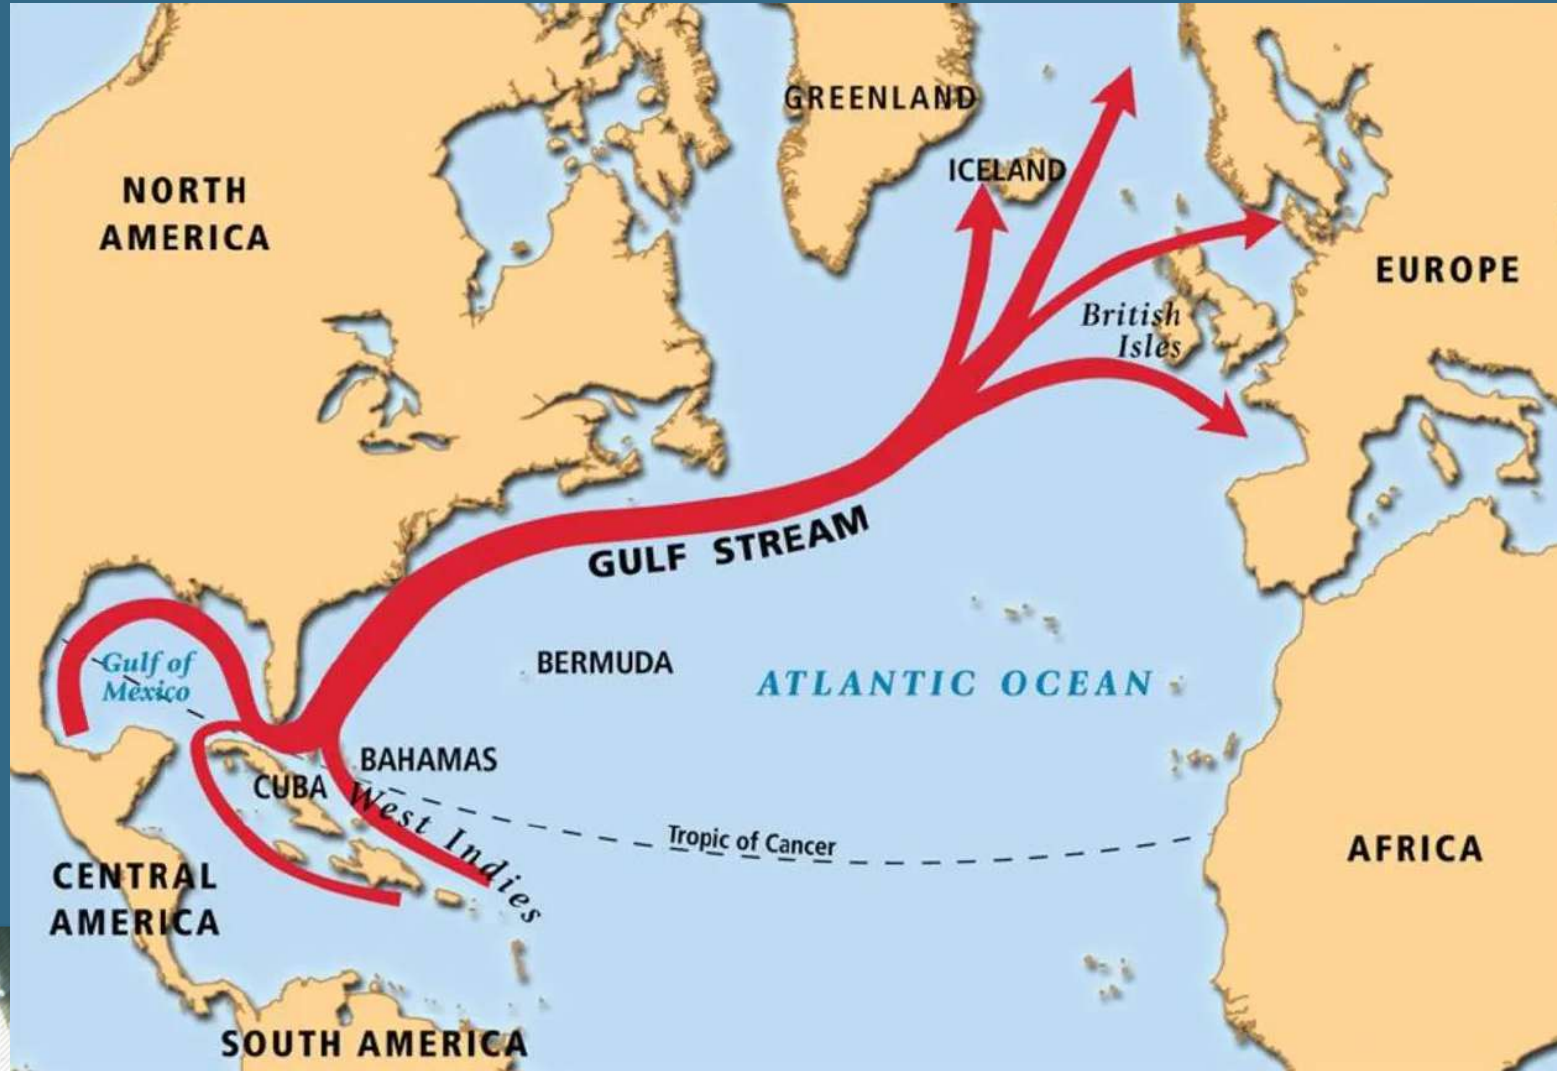 GREENLAND
ICELAND
NORTH
AMERICA
EUROPE
British
Isles
GULF STREAM
Gulf of
Mexico
BERMUDA
ATLANTIC OCEAN
BAHAMAS
CUBA
West Indies
Tropic of Cancer
AFRICA
CENTRAL
AMERICA
SOUTH AMERICA